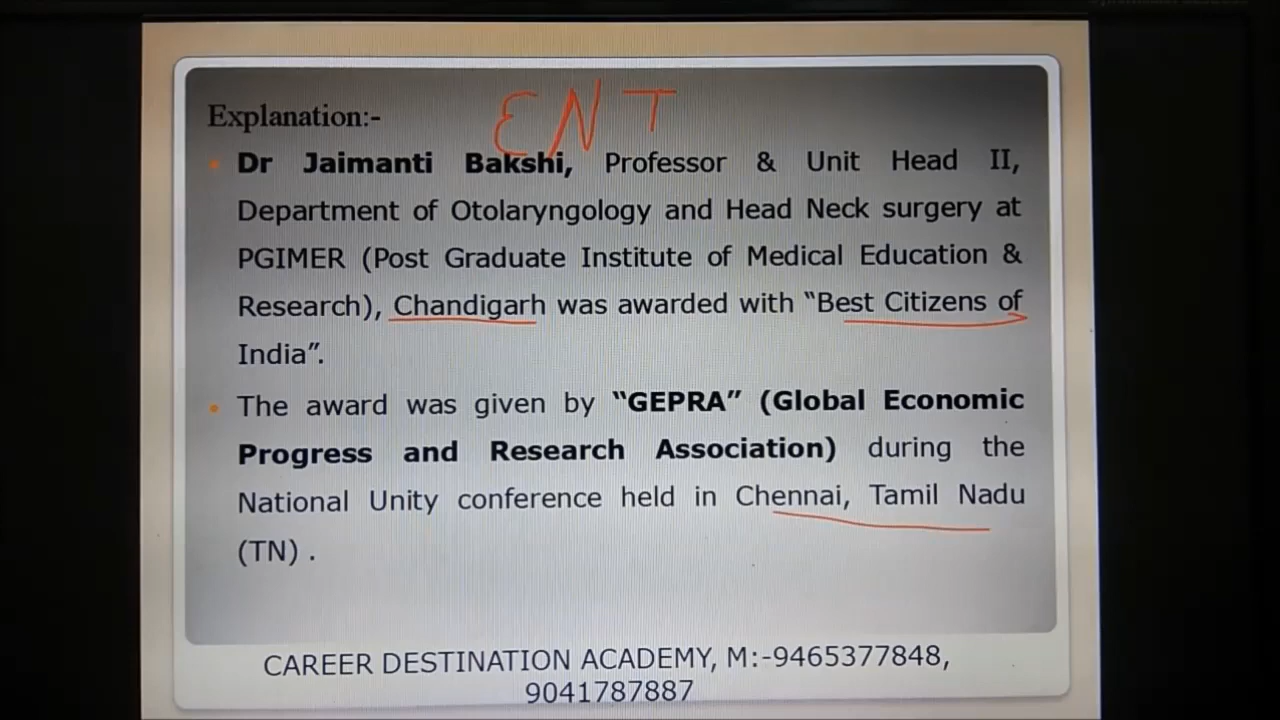 ENT
Explanation:-
Dr Jaimanti Bakshi, Professor & Unit Head II,
Department of Otolaryngology and Head Neck surgery at
PGIMER (Post Graduate Institute of Medical Education &
Research), Chandigarh was awarded with “Best Citizens of
India”.
The award was given by “GEPRA” (Global Economic
Progress and Research Association) during the
National Unity conference held in Chennai, Tamil Nadu
(TN) .
CAREER DESTINATION ACADEMY, M:-9465377848,
9041787887